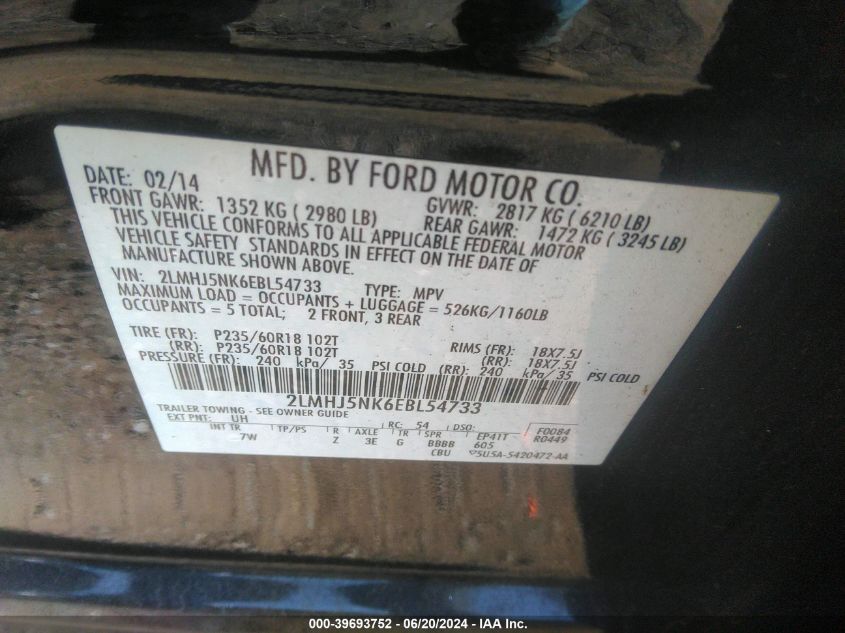 MFD. BY FORD MOTOR CO.
DATE: 02/14 GVWR: 2817 KG ( 6210 LB)
FRONT GAWR: 1352 KG ( 2980 LB) REAR GAWR: 1472 KG ( 3245 LB)
THIS VEHICLE CONFORMS TO ALL APPLICABLE FEDERAL MOTOR
VEHICLE SAFETY STANDARDS IN EFFECT ON THE DATE OF
MANUFACTURE SHOWN ABOVE.
VIN: 2LMHJ5NK6EBL54733 TYPE: MPV
MAXIMUM LOAD = OCCUPANTS + LUGGAGE = 526KG/1160LB
OCCUPANTS = 5 TOTAL; 2 FRONT, 3 REAR
TIRE (FR): P235/60R18 102T RIMS (FR): 18X7.5J
(RR): P235/60R18 102T (RR): 18X7.5J
PRESSURE (FR): 240 kPa/ 35 PSI COLD (RR): 240 kPa/35 PSI COLD
2LMHJ5NK6EBL54733
TRAILER TOWING - SEE OWNER GUIDE
EXT PNT: UH RC: 54 DSO: F0084
INT TR TP/PS R AXLE TR SPR EP41T R0449
7W Z 3E G BBBB 605
CBU 5U5A-5420472-AA
000-39693752 - 06/20/2024 - IAA Inc.